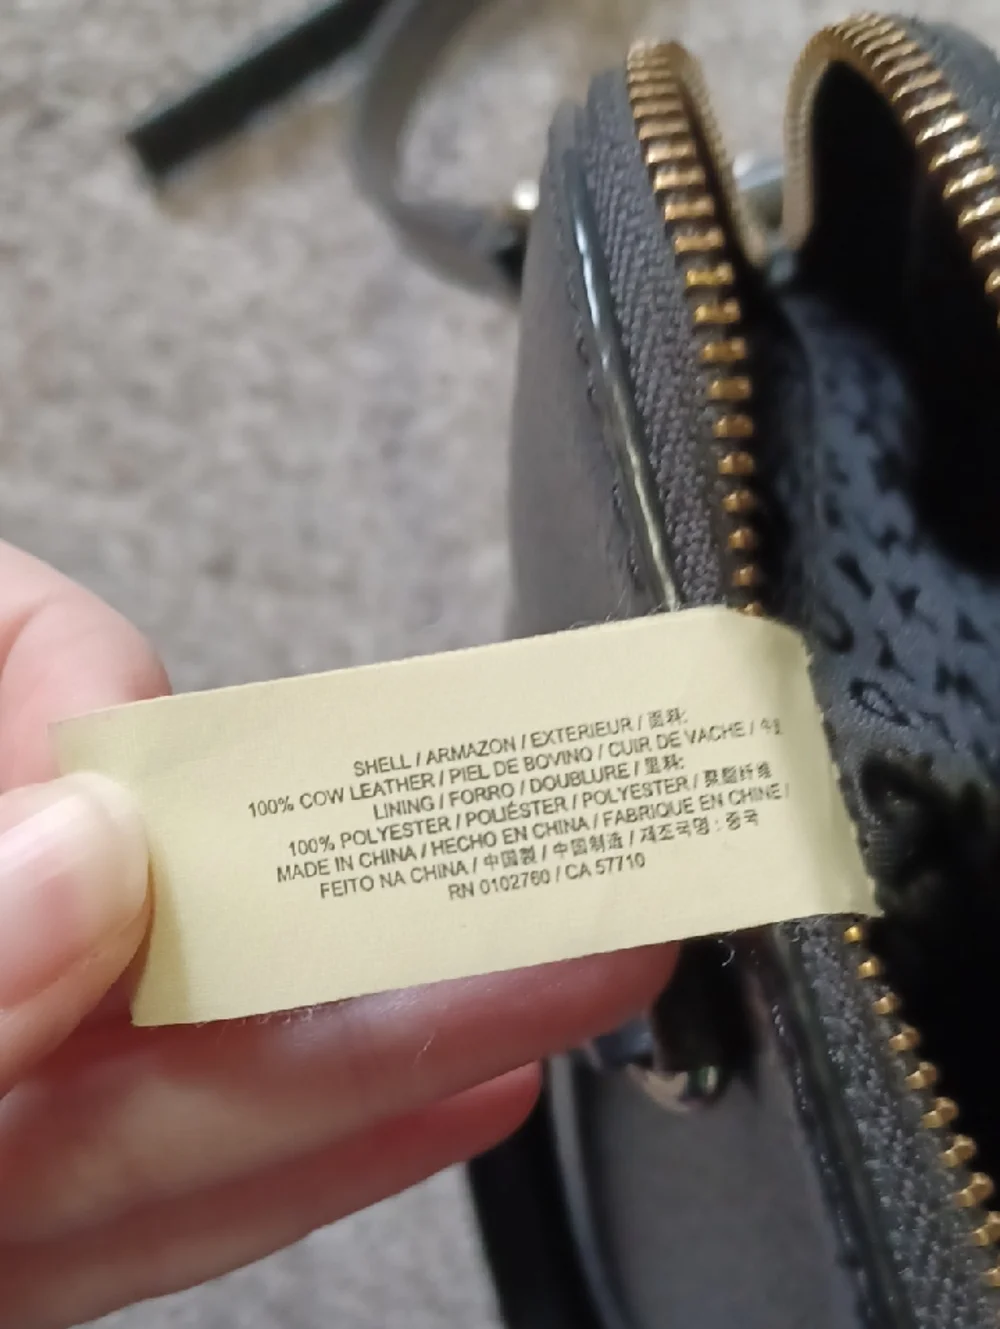 SHELL / ARMAZON / EXTERIEUR / 面料:
100% COW LEATHER / PIEL DE BOVINO / CUIR DE VACHE /
LINING / FORRO / DOUBLURE / 里料:
100% POLYESTER / POLIÉSTER / POLYESTER / 聚酯纤维
MADE IN CHINA / HECHO EN CHINA / FABRIQUE EN CHINE /
FEITO NA CHINA / 中国製 / 中国制造 / 제조국명 : 중국
RN 0102760 / CA 57710